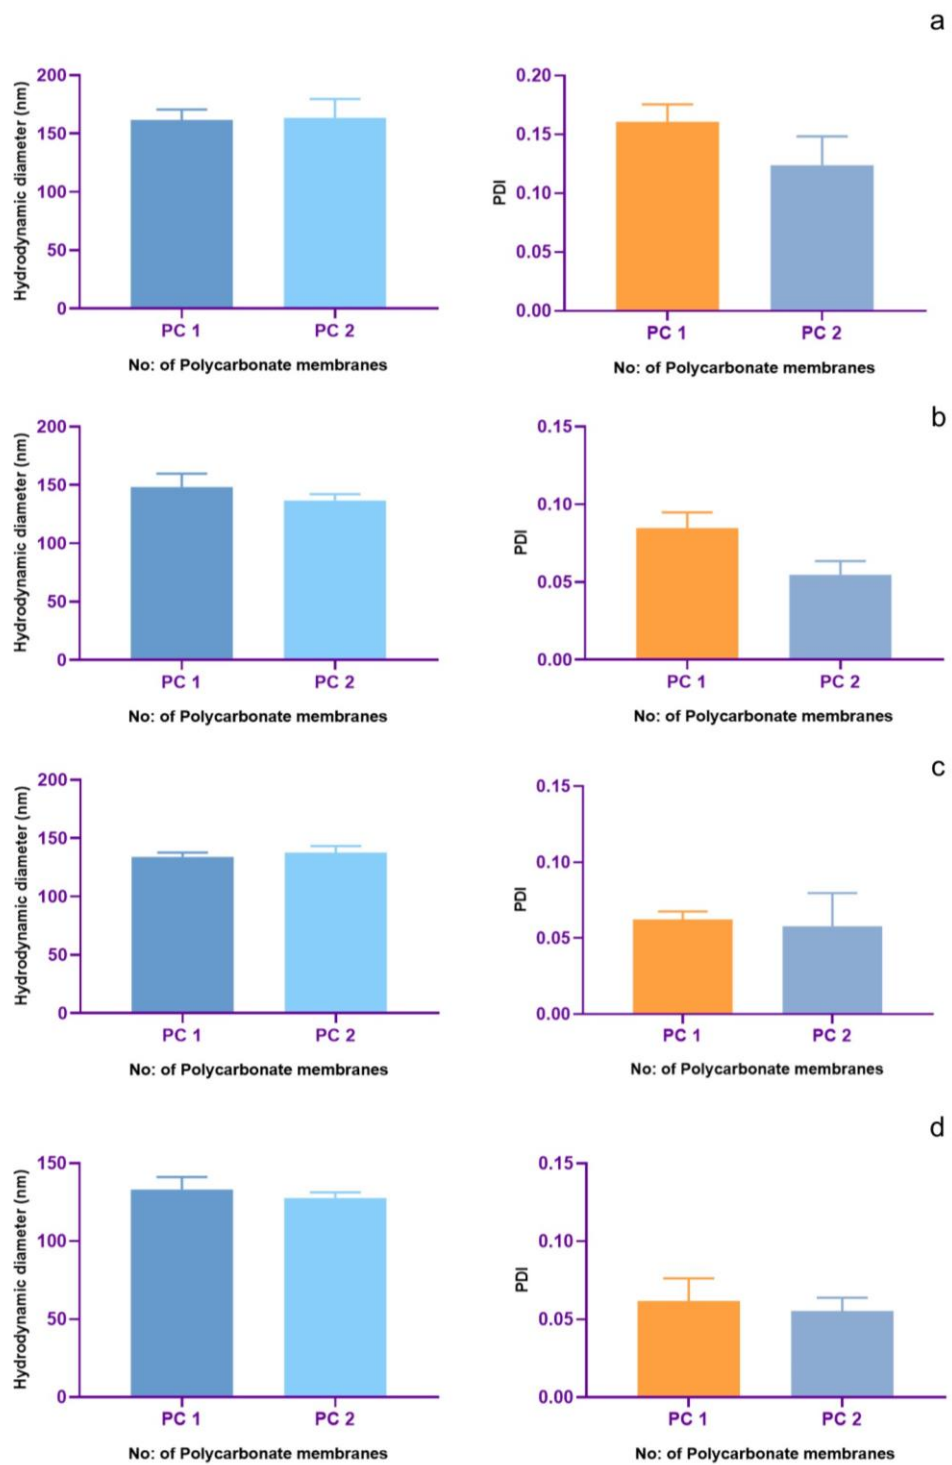 a
Hydrodynamic diameter (nm)
200
150
100
50
0
PC 1 PC 2
No: of Polycarbonate membranes
PDI
0.20
0.15
0.10
0.05
0.00
PC 1 PC 2
No: of Polycarbonate membranes
b
Hydrodynamic diameter (nm)
200
150
100
50
0
PC 1 PC 2
No: of Polycarbonate membranes
PDI
0.15
0.10
0.05
0.00
PC 1 PC 2
No: of Polycarbonate membranes
c
Hydrodynamic diameter (nm)
200
150
100
50
0
PC 1 PC 2
No: of Polycarbonate membranes
PDI
0.15
0.10
0.05
0.00
PC 1 PC 2
No: of Polycarbonate membranes
d
Hydrodynamic diameter (nm)
150
100
50
0
PC 1 PC 2
No: of Polycarbonate membranes
PDI
0.15
0.10
0.05
0.00
PC 1 PC 2
No: of Polycarbonate membranes